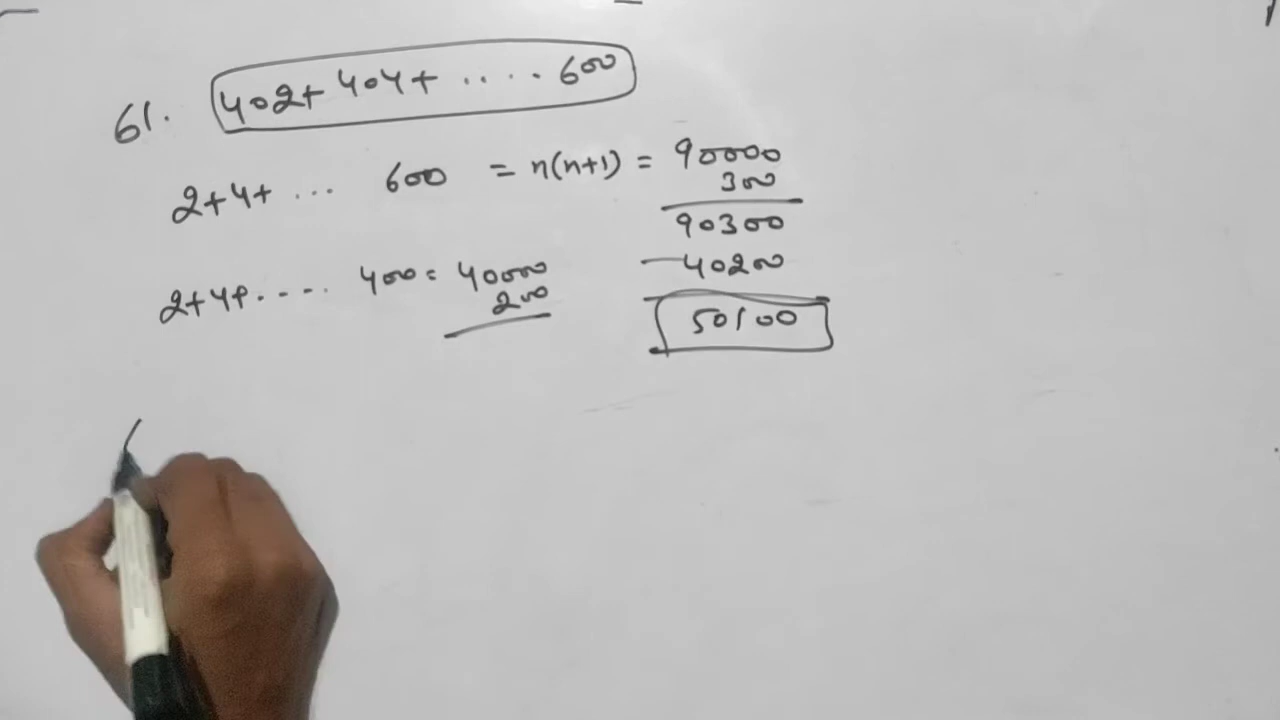 61. 402+ 404+ ..... 600
2+4+ ... 600 = n(n+1) = 90000
300
90300
2+4+..... 400 = 40000 - 40200
200
50100